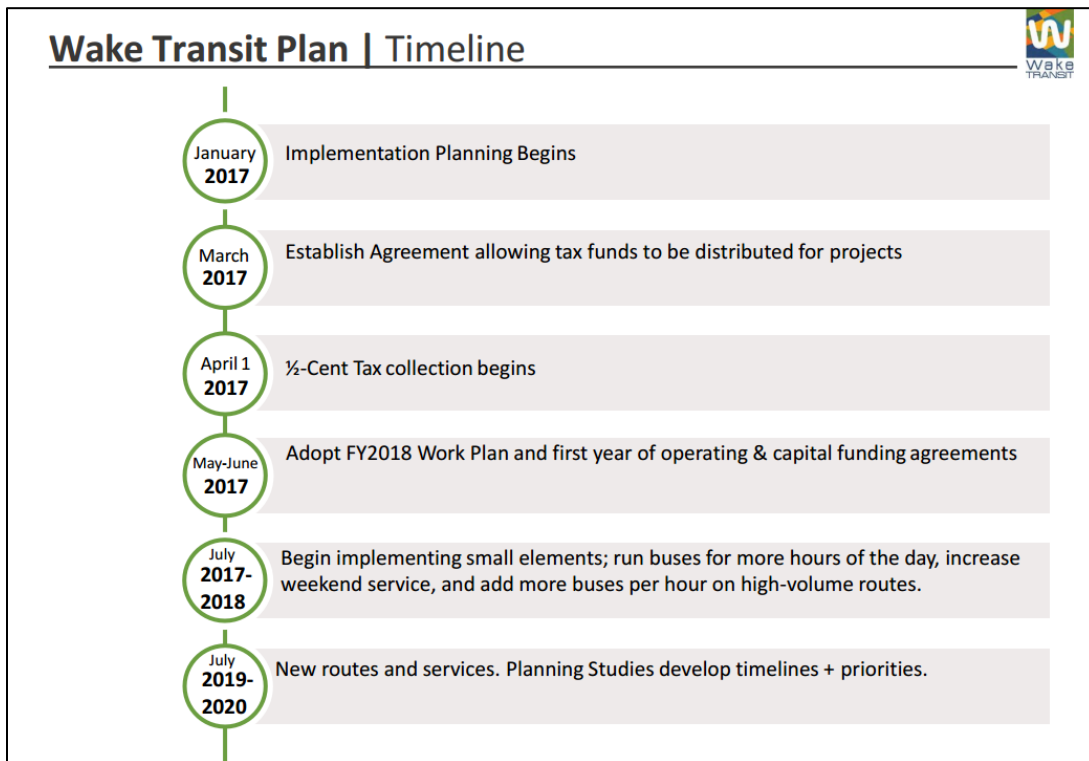 Wake Transit Plan | Timeline
Wake
TRANSIT
January
2017
Implementation Planning Begins
March
2017
Establish Agreement allowing tax funds to be distributed for projects
April 1
2017
½-Cent Tax collection begins
May-June
2017
Adopt FY2018 Work Plan and first year of operating & capital funding agreements
July
2017-
2018
Begin implementing small elements; run buses for more hours of the day, increase
weekend service, and add more buses per hour on high-volume routes.
July
2019-
2020
New routes and services. Planning Studies develop timelines + priorities.